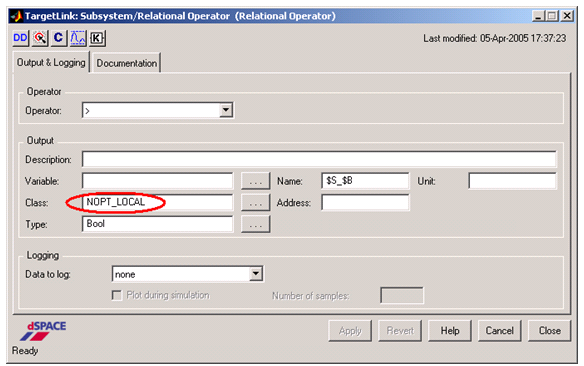 TargetLink: Subsystem/Relational Operator (Relational Operator)
DD C {K} Last modified: 05-Apr-2005 17:37:23
Output & Logging Documentation
Operator
Operator: >
Output
Description:
Variable: ... Name: $S_$B Unit:
Class: NOPT_LOCAL ... Address:
Type: Bool ...
Logging
Data to log: none
Plot during simulation Number of samples:
dSPACE Apply Revert Help Cancel Close
Ready